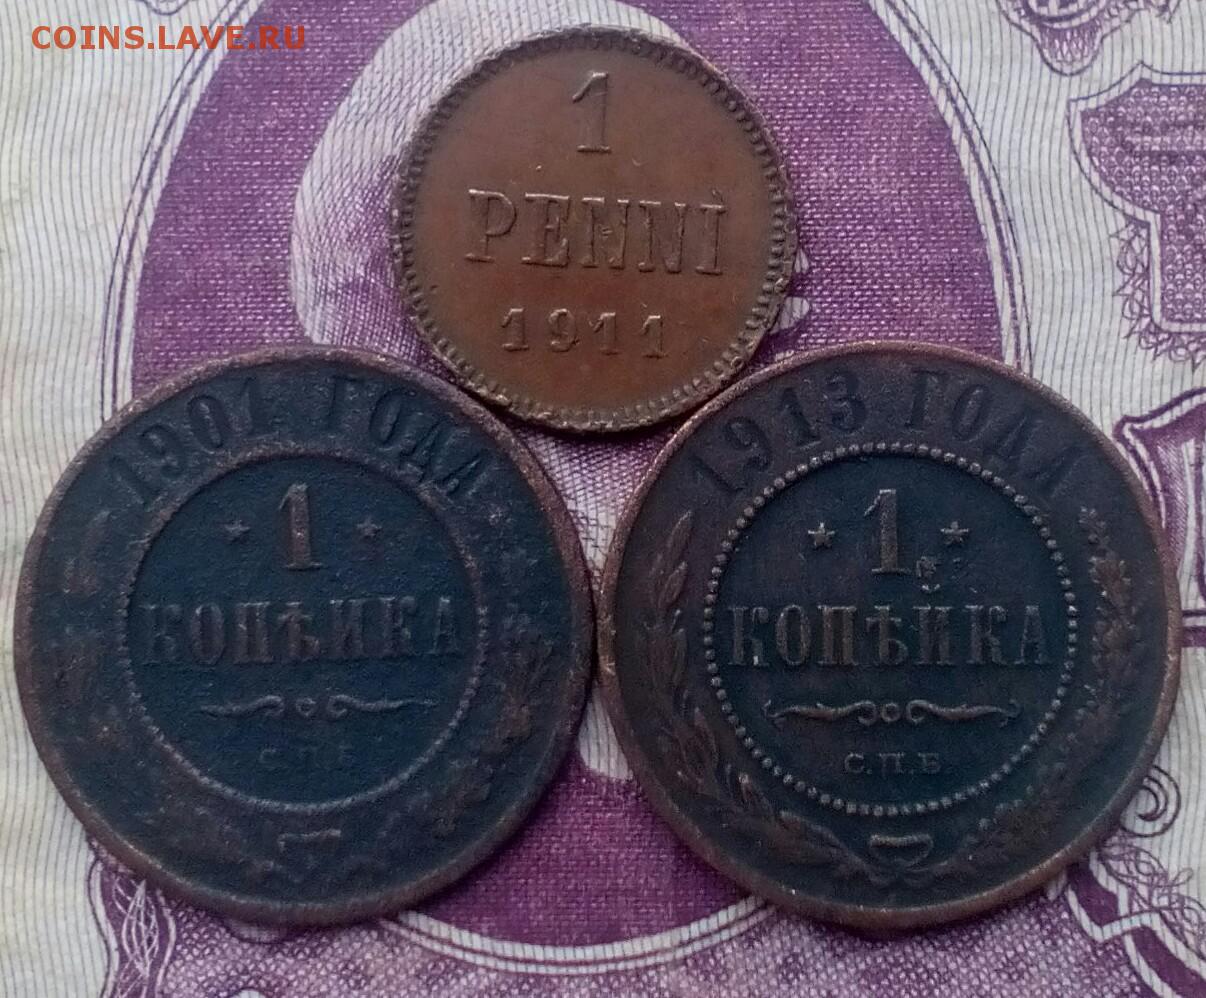 COINS.LAVE.RU
1
PENNI
1911
1901 ГОДА
1
КОПѢЙКА
С.П.Б.
1913 ГОДА
1
КОПѢЙКА
С.П.Б.